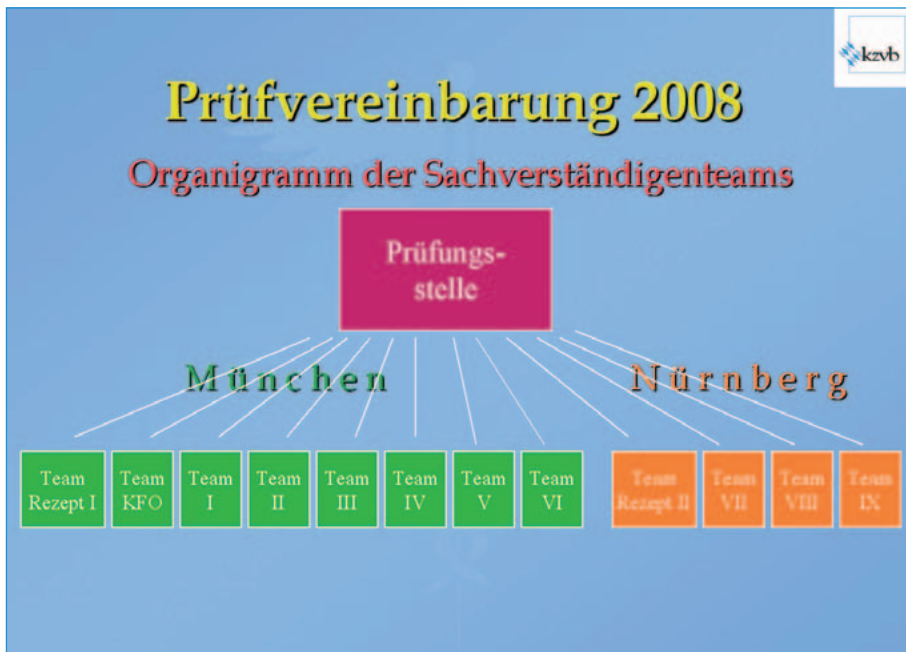 kzvb
Prüfvereinbarung 2008
Organigramm der Sachverständigenteams
Prüfungs-
stelle
München
Nürnberg
Team
Rezept I
Team
KFO
Team
I
Team
II
Team
III
Team
IV
Team
V
Team
VI
Team
Rezept II
Team
VII
Team
VIII
Team
IX